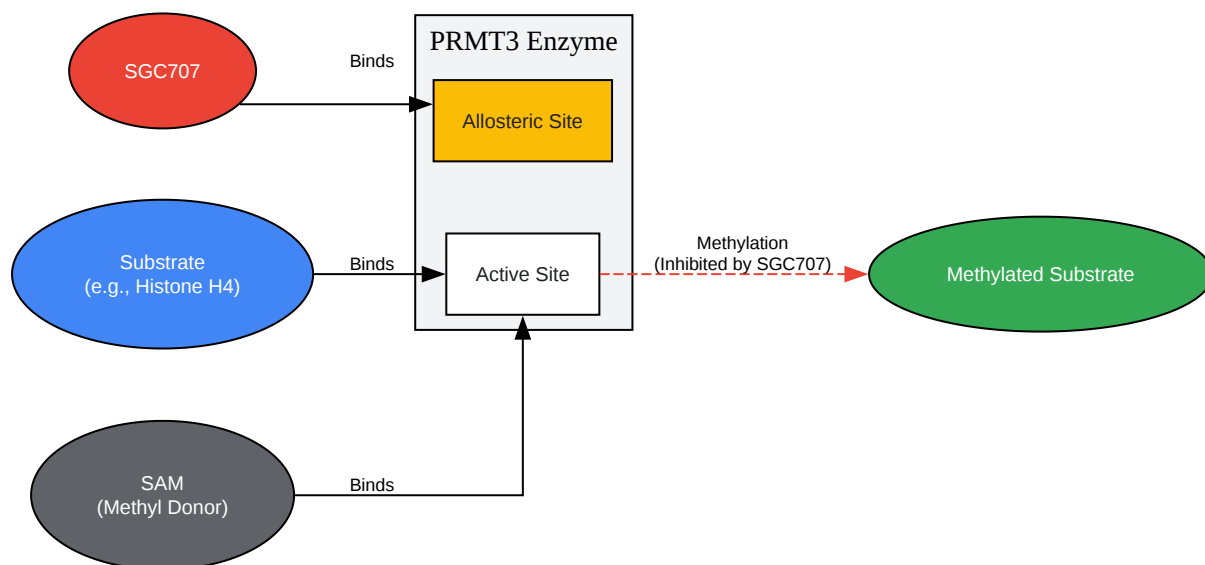 PRMT3 Enzyme
SGC707
Binds
Allosteric Site
Substrate
(e.g., Histone H4)
Binds
Active Site
Methylation
(Inhibited by SGC707)
Methylated Substrate
SAM
(Methyl Donor)
Binds